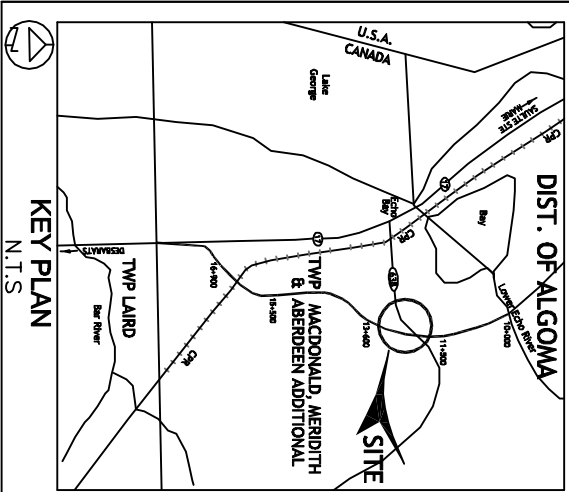 U.S.A.
CANADA
Lake
George
SAULTE STE
-MARIE
CPR
17
DIST. OF ALGOMA
Bay
Echo
Bay
CPR
17
638
Lower Echo River
10+000
11+500
13+600
15+500
16+900
SITE
TWP MACDONALD, MERIDITH
& ABERDEEN ADDITIONAL
DESBARATS
TWP LAIRD
Bar River
CPR
KEY PLAN
N.T.S